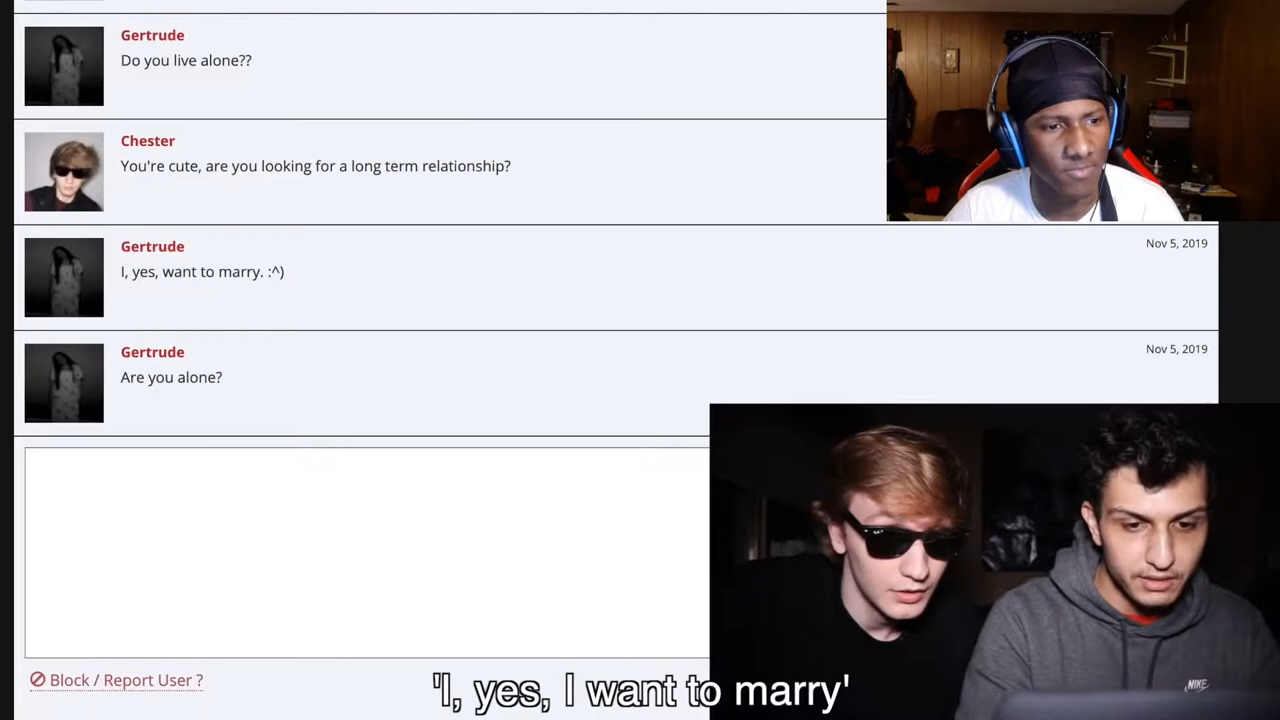 Gertrude
Do you live alone??
Chester
You're cute, are you looking for a long term relationship?
Gertrude
Nov 5, 2019
I, yes, want to marry. :^)
Gertrude
Nov 5, 2019
Are you alone?
Block / Report User ?
NIKE
'I, yes, I want to marry'